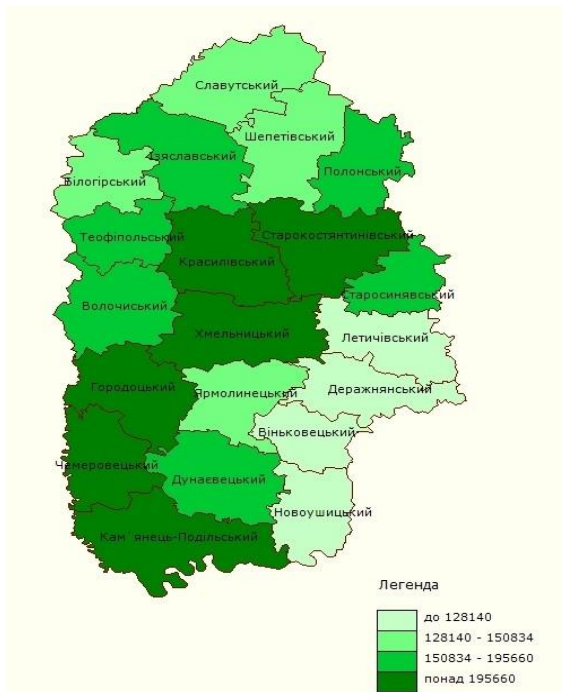 Славутський
Шепетівський
Ізяславський
Полонський
Білогірський
Теофіпольський
Старокостянтинівський
Красилівський
Старосинявський
Волочиський
Хмельницький
Летичівський
Городоцький
Ярмолинецький
Деражнянський
Віньковецький
Чемеровецький
Дунаєвецький
Новоушицький
Кам`янець-Подільський
Легенда
до 128140
128140 - 150834
150834 - 195660
понад 195660